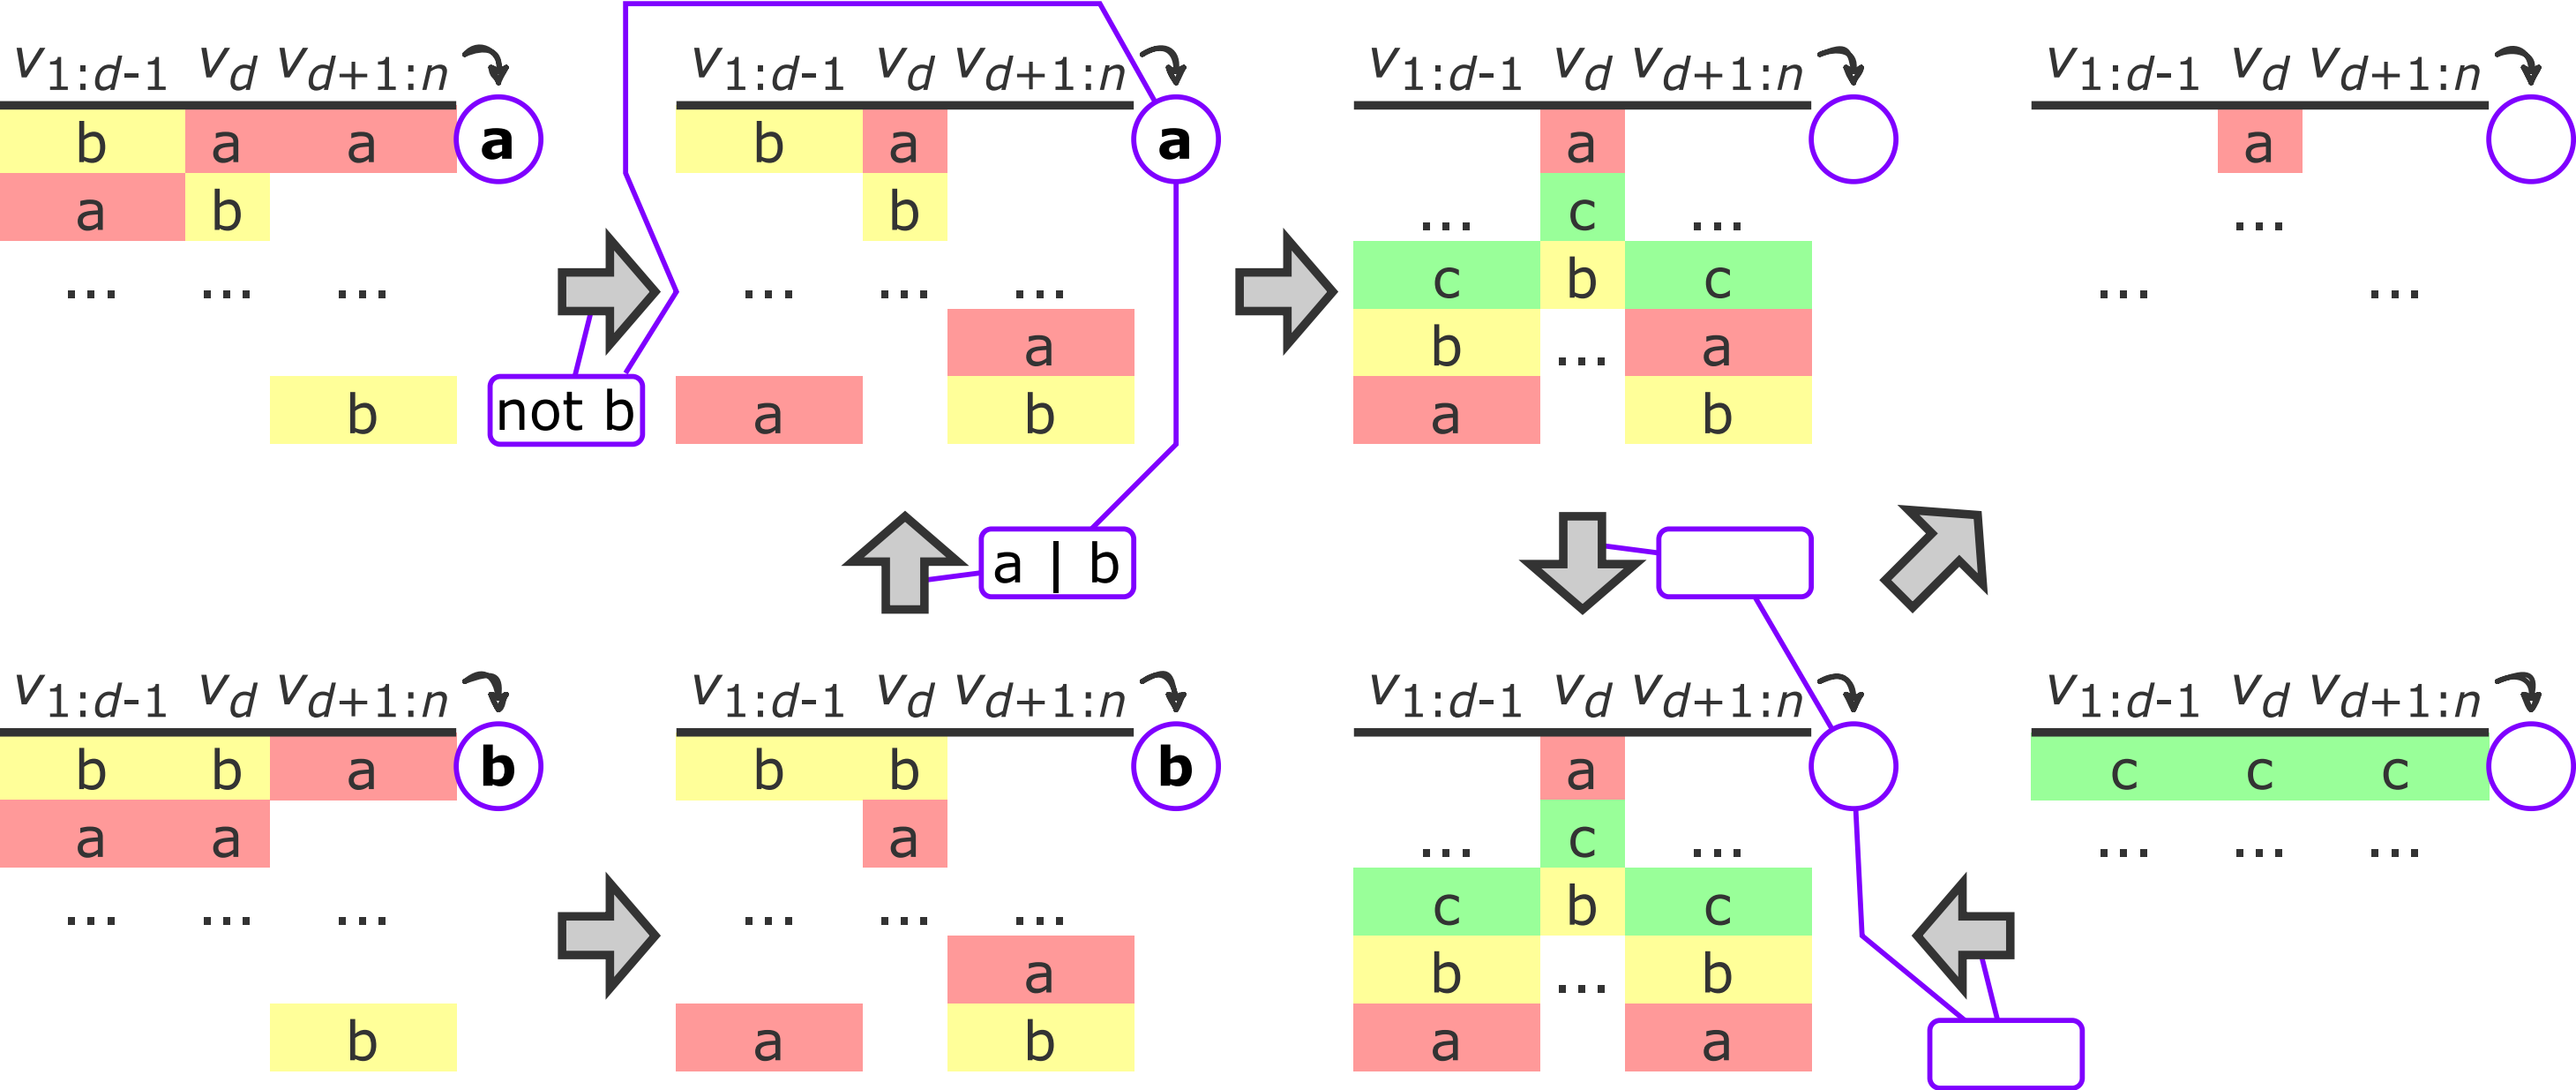 v1:d-1 vd vd+1:n
b a a a
a b
... ... ...
b
not b
v1:d-1 vd vd+1:n
b a a
b
... ... ...
a
a b
a | b
v1:d-1 vd vd+1:n
a
... c ...
c b c
b ... a
a b
v1:d-1 vd vd+1:n
a
...
... ...
v1:d-1 vd vd+1:n
b b a b
a a
... ... ...
b
v1:d-1 vd vd+1:n
b b b
a
... ... ...
a
a b
v1:d-1 vd vd+1:n
a
... c ...
c b c
b ... b
a a
v1:d-1 vd vd+1:n
c c c
... ... ...